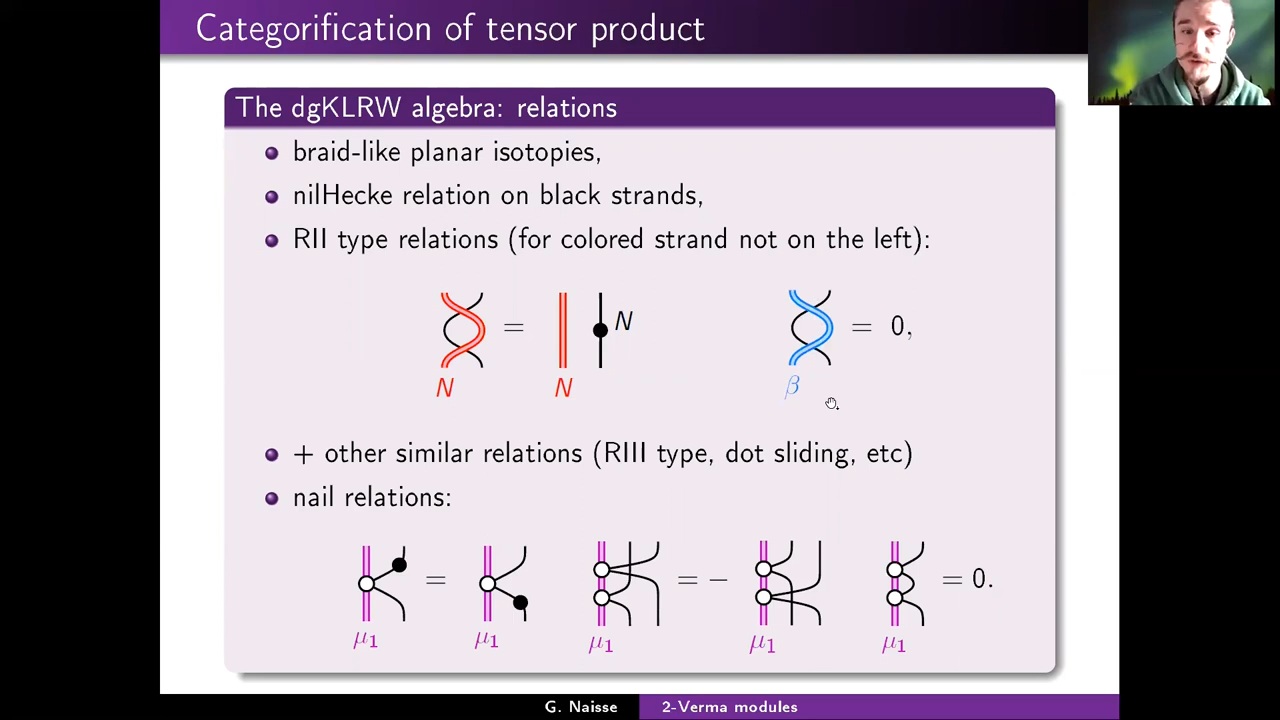 Categorification of tensor product
The dgKLRW algebra: relations
braid-like planar isotopies,
nilHecke relation on black strands,
RII type relations (for colored strand not on the left):
= N = 0,
N N β
+ other similar relations (RIII type, dot sliding, etc)
nail relations:
= = − = 0.
μ₁ μ₁ μ₁ μ₁ μ₁
G. Naisse 2-Verma modules